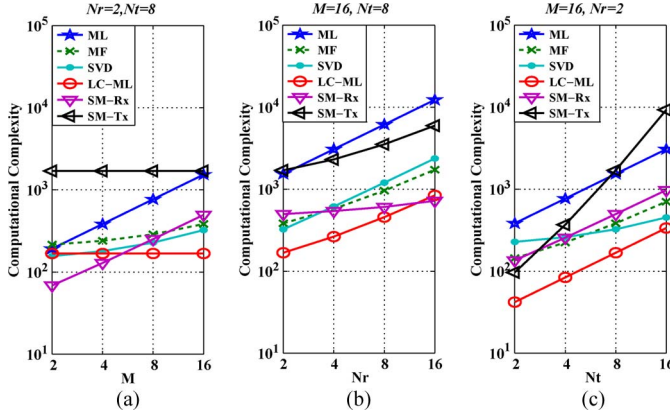 Nr=2,Nt=8
Computational Complexity
10^5
10^4
10^3
10^2
10^1
ML
MF
SVD
LC-ML
SM-Rx
SM-Tx
2 4 8 16
M
(a)
M=16, Nt=8
Computational Complexity
10^5
10^4
10^3
10^2
10^1
ML
MF
SVD
LC-ML
SM-Rx
SM-Tx
2 4 8 16
Nr
(b)
M=16, Nr=2
Computational Complexity
10^5
10^4
10^3
10^2
10^1
ML
MF
SVD
LC-ML
SM-Rx
SM-Tx
2 4 8 16
Nt
(c)